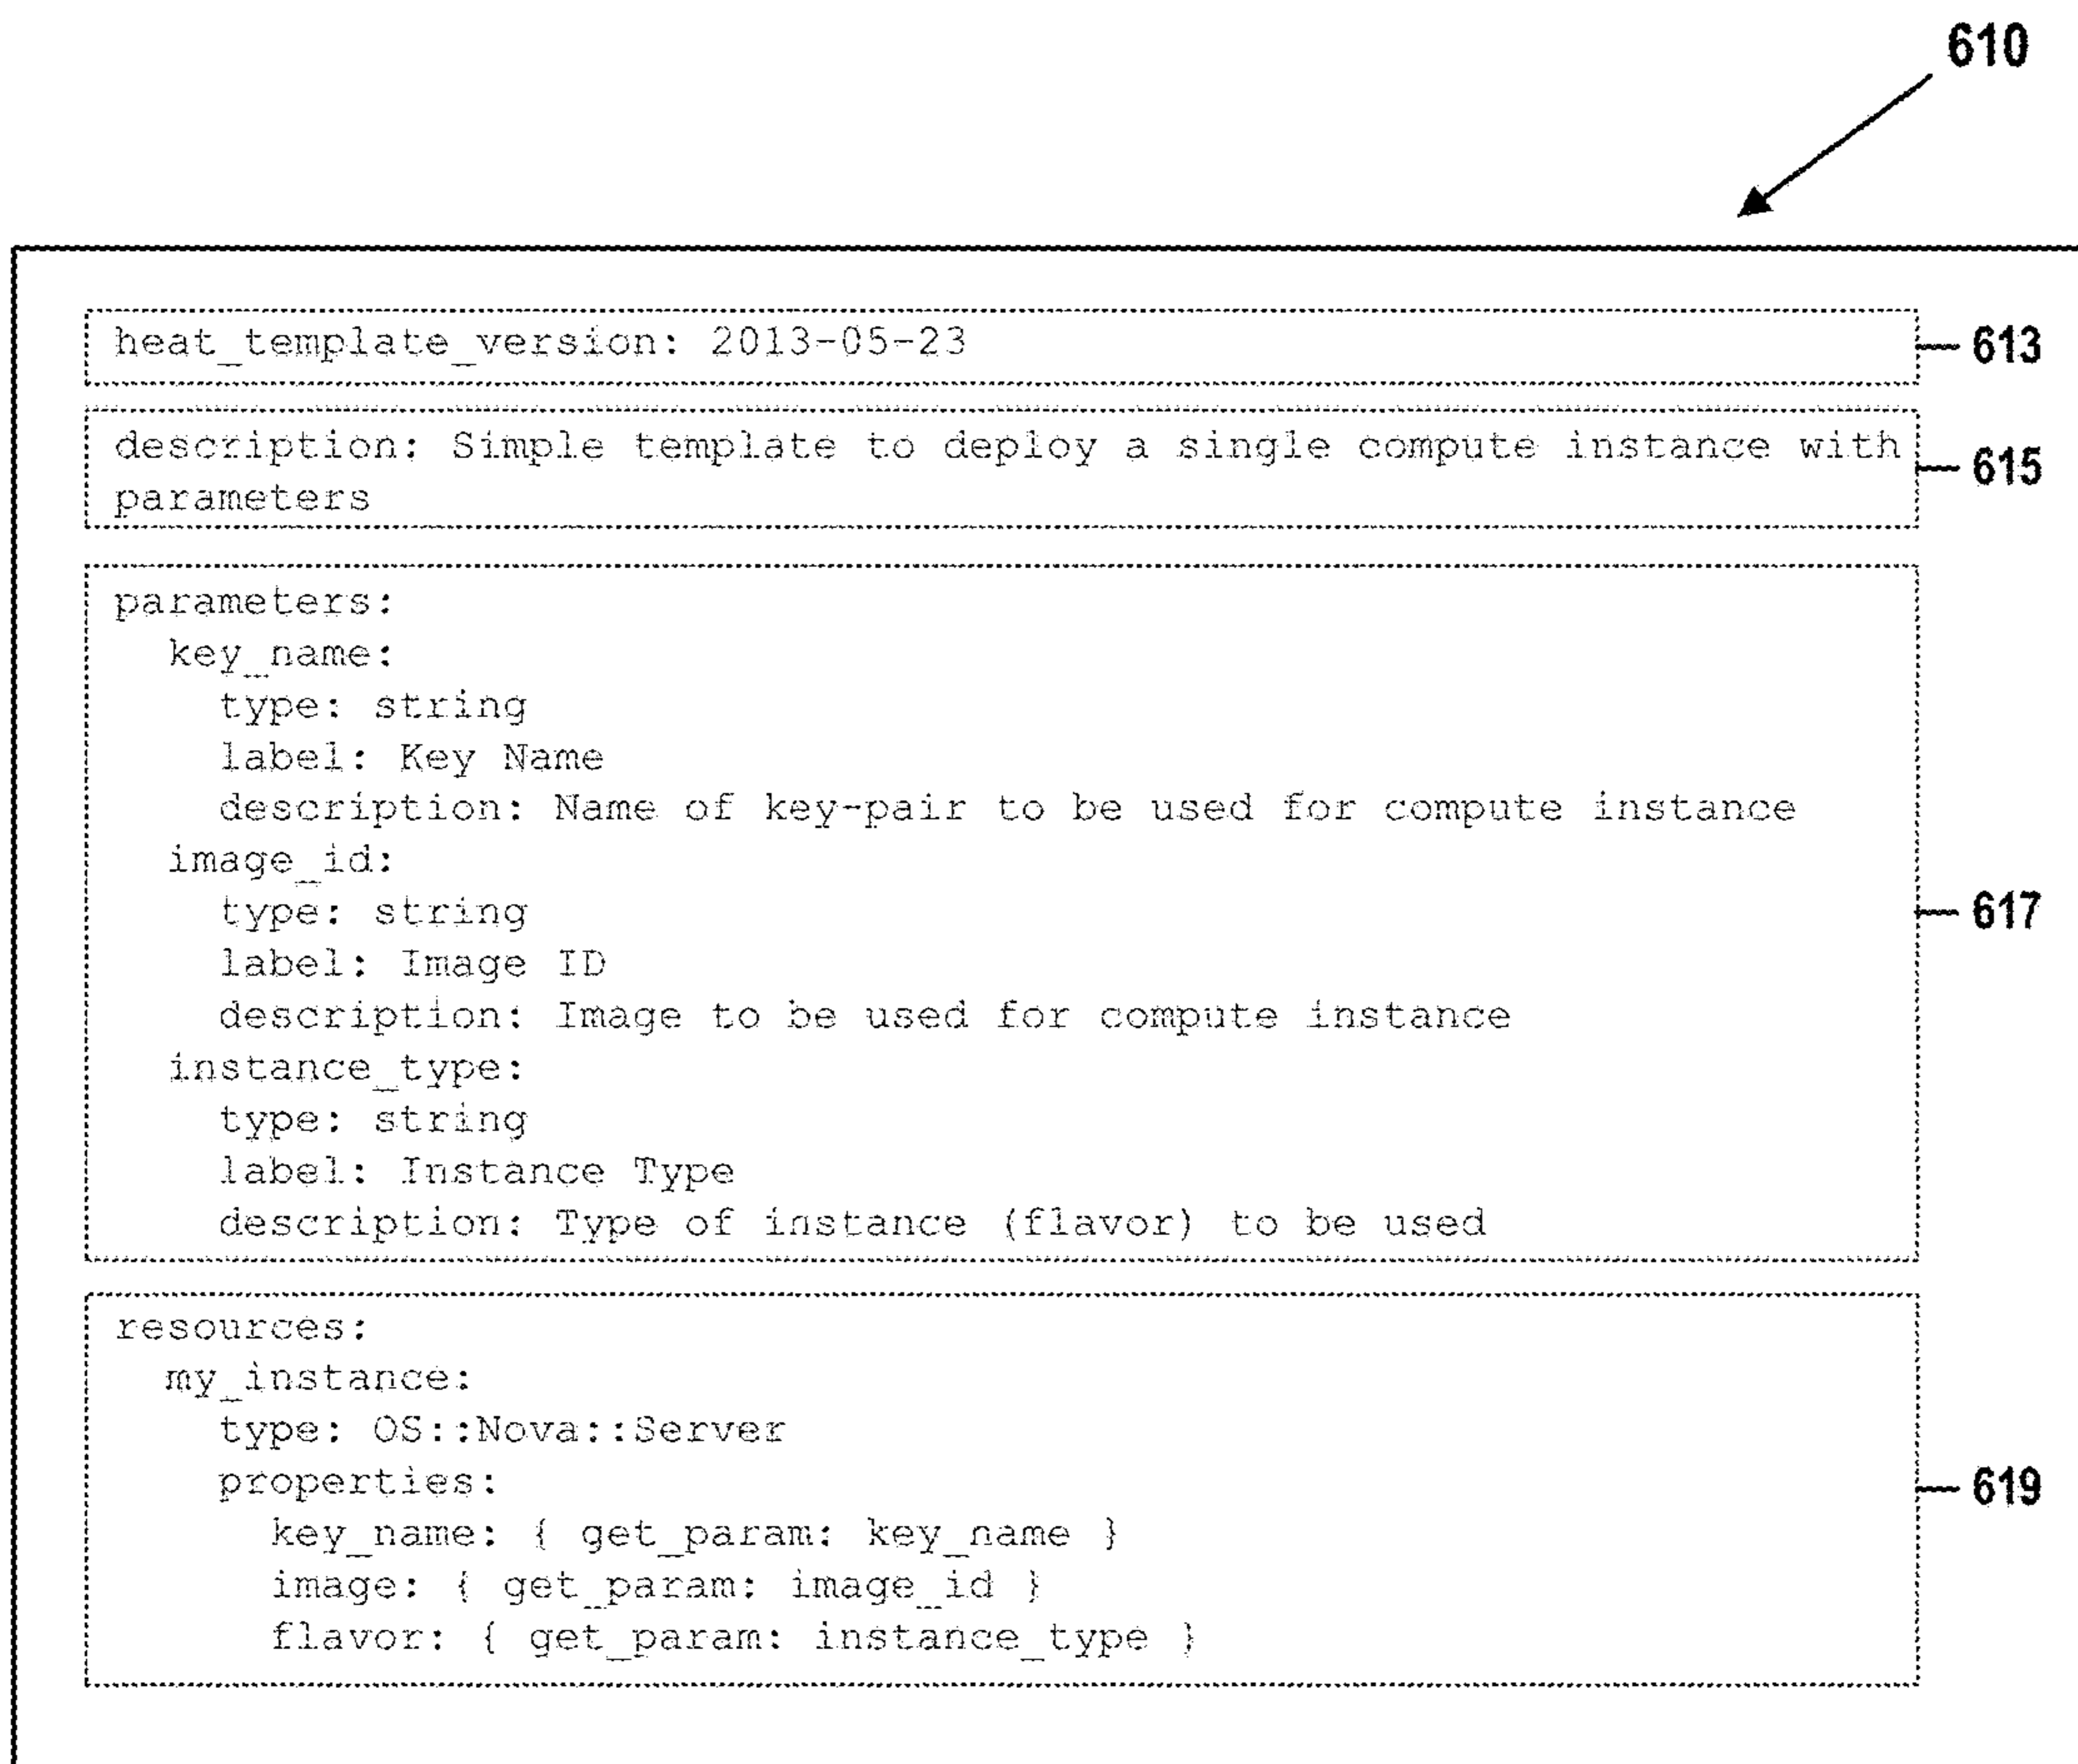 610
heat_template_version: 2013-05-23
613
description: Simple template to deploy a single compute instance with
parameters
615
parameters:
key_name:
type: string
label: Key Name
description: Name of key-pair to be used for compute instance
image_id:
type: string
label: Image ID
description: Image to be used for compute instance
instance_type:
type: string
label: Instance Type
description: Type of instance (flavor) to be used
617
resources:
my_instance:
type: OS::Nova::Server
properties:
key_name: { get_param: key_name }
image: { get_param: image_id }
flavor: { get_param: instance_type }
619